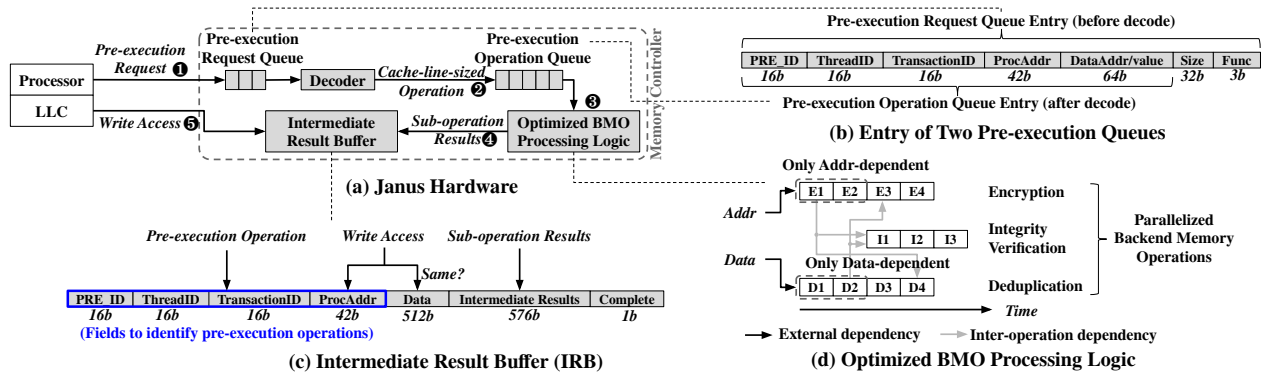 Pre-execution
Request ❶
Processor
LLC
Write Access ❺
Pre-execution
Request Queue
Decoder
Cache-line-sized
Operation ❷
Pre-execution
Operation Queue
❸
Intermediate
Result Buffer
Sub-operation
Results ❹
Optimized BMO
Processing Logic
Memory Controller
(a) Janus Hardware
Pre-execution Request Queue Entry (before decode)
PRE_ID ThreadID TransactionID ProcAddr DataAddr/value Size Func
16b 16b 16b 42b 64b 32b 3b
Pre-execution Operation Queue Entry (after decode)
(b) Entry of Two Pre-execution Queues
Pre-execution Operation
Write Access
Sub-operation Results
Same?
PRE_ID ThreadID TransactionID ProcAddr Data Intermediate Results Complete
16b 16b 16b 42b 512b 576b 1b
(Fields to identify pre-execution operations)
(c) Intermediate Result Buffer (IRB)
Only Addr-dependent
Addr
E1 E2 E3 E4
Encryption
I1 I2 I3
Integrity
Verification
Data
Only Data-dependent
D1 D2 D3 D4
Deduplication
Parallelized
Backend Memory
Operations
Time
External dependency
Inter-operation dependency
(d) Optimized BMO Processing Logic